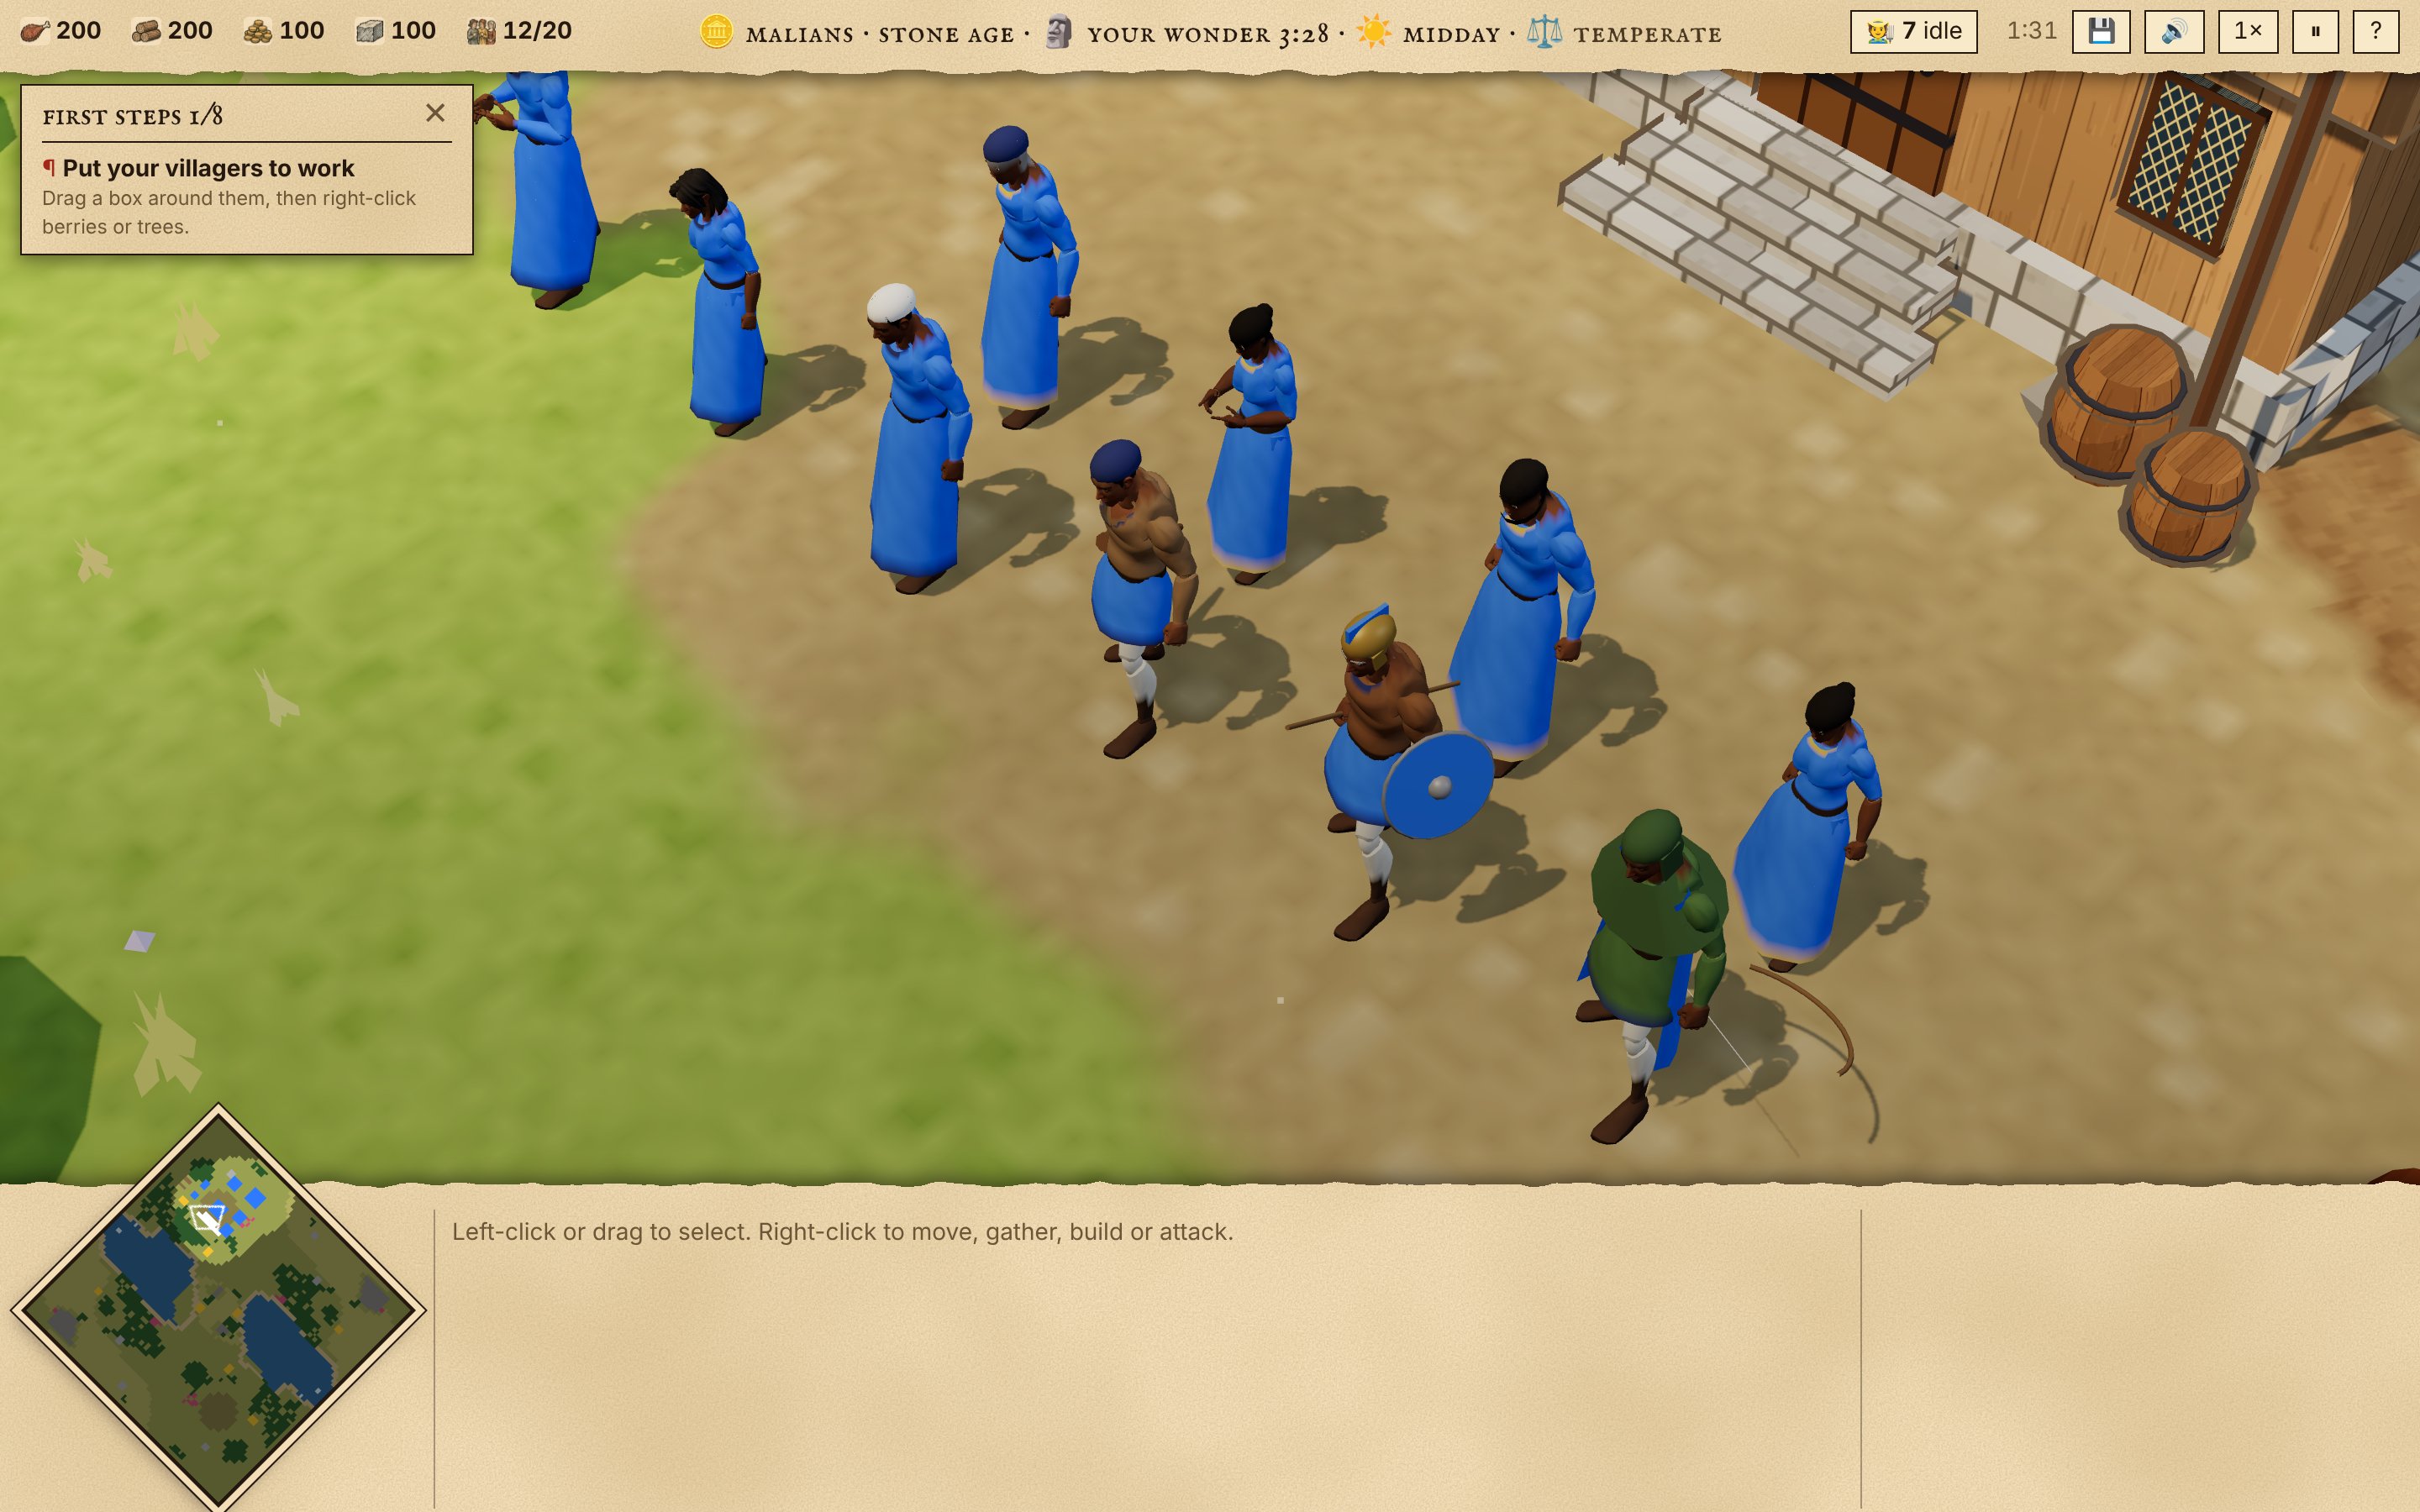 200 200 100 100 12/20
MALIANS · STONE AGE · YOUR WONDER 3:28 · MIDDAY · TEMPERATE
7 idle 1:31 1× ?
FIRST STEPS 1/8
¶ Put your villagers to work
Drag a box around them, then right-click
berries or trees.
Left-click or drag to select. Right-click to move, gather, build or attack.